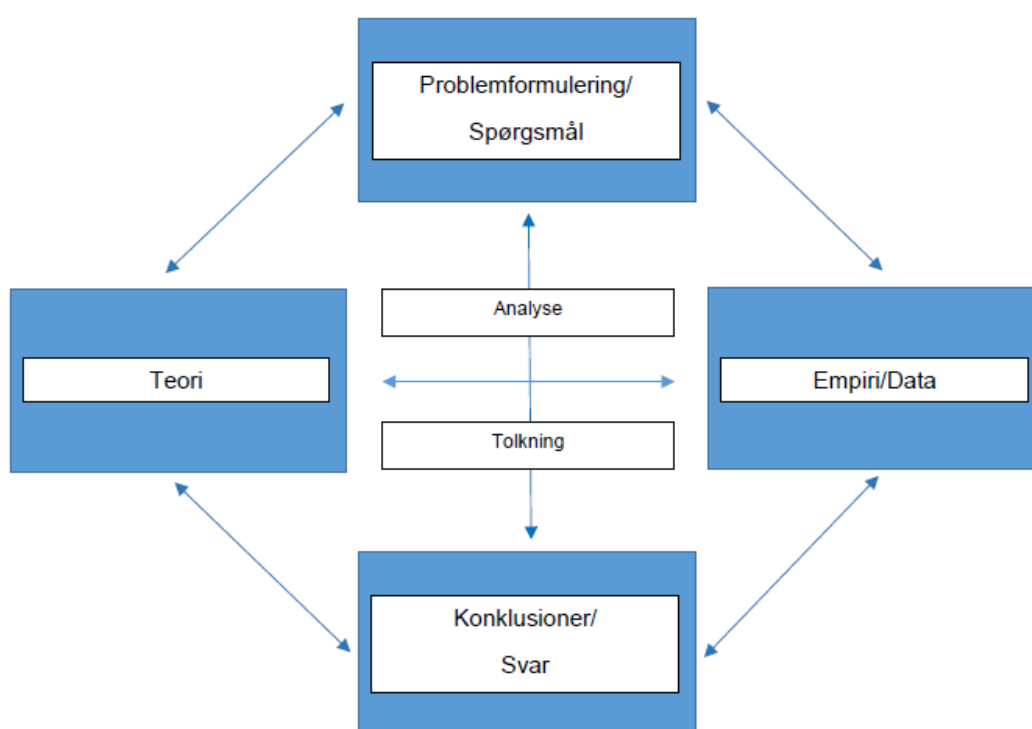 Problemformulering/
Spørgsmål
Analyse
Teori
Empiri/Data
Tolkning
Konklusioner/
Svar